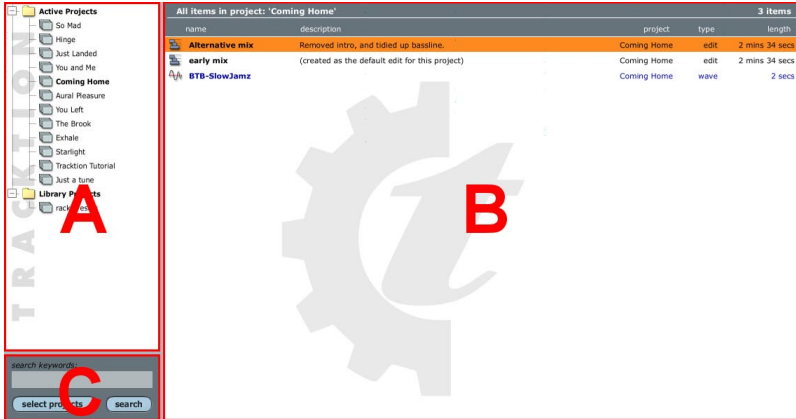 Active Projects
So Mad
Hinge
Just Landed
You and Me
Coming Home
Aural Pleasure
You Left
The Brook
Exhale
Starlight
Tracktion Tutorial
Just a tune
Library
TRACKTION
A
search keywords:
select
search
C
All items in project: 'Coming Home' 3 items
name description project type length
Alternative mix Removed intro, and tidied up bassline. Coming Home edit 2 mins 34 secs
early mix (created as the default edit for this project) Coming Home edit 2 mins 34 secs
BTB-SlowJamz Coming Home wave 2 secs
t
B